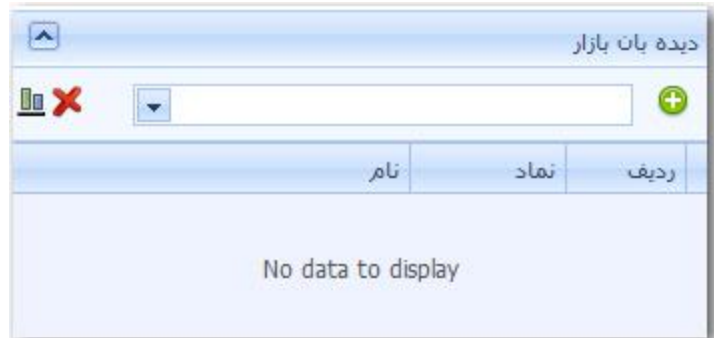 دیده بان بازار
ردیف نماد نام
No data to display